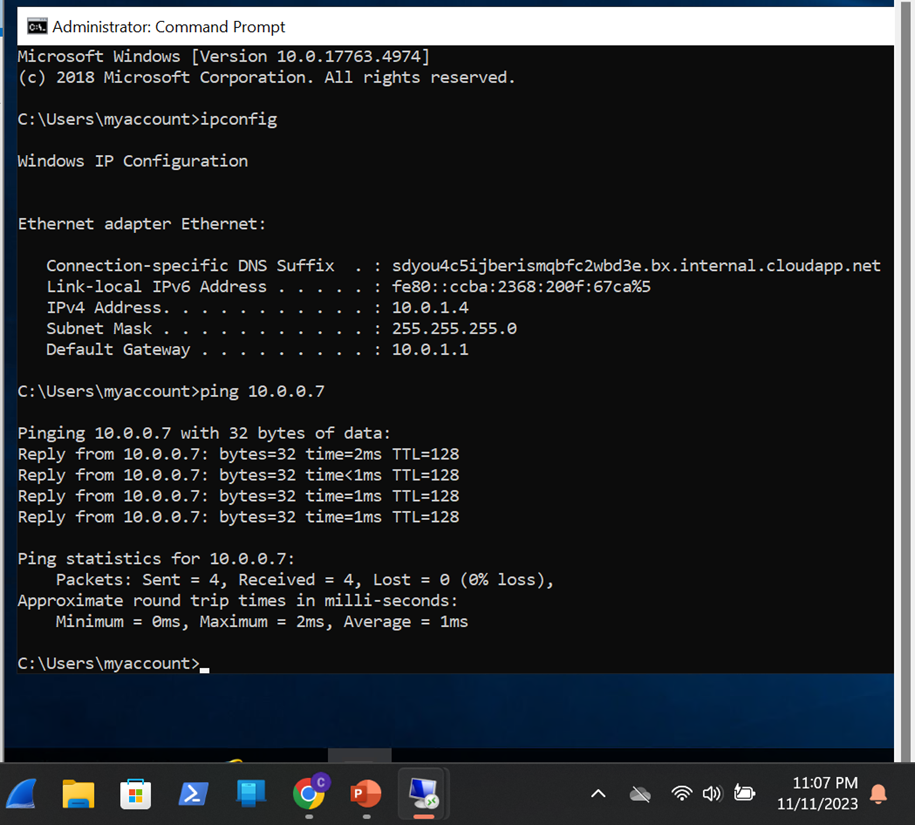 Administrator: Command Prompt
Microsoft Windows [Version 10.0.17763.4974]
(c) 2018 Microsoft Corporation. All rights reserved.
C:\Users\myaccount>ipconfig
Windows IP Configuration
Ethernet adapter Ethernet:
Connection-specific DNS Suffix  . : sdyou4c5ijberismqbfc2wbd3e.bx.internal.cloudapp.net
Link-local IPv6 Address . . . . . : fe80::ccba:2368:200f:67ca%5
IPv4 Address. . . . . . . . . . . : 10.0.1.4
Subnet Mask . . . . . . . . . . . : 255.255.255.0
Default Gateway . . . . . . . . . : 10.0.1.1
C:\Users\myaccount>ping 10.0.0.7
Pinging 10.0.0.7 with 32 bytes of data:
Reply from 10.0.0.7: bytes=32 time=2ms TTL=128
Reply from 10.0.0.7: bytes=32 time<1ms TTL=128
Reply from 10.0.0.7: bytes=32 time=1ms TTL=128
Reply from 10.0.0.7: bytes=32 time=1ms TTL=128
Ping statistics for 10.0.0.7:
Packets: Sent = 4, Received = 4, Lost = 0 (0% loss),
Approximate round trip times in milli-seconds:
Minimum = 0ms, Maximum = 2ms, Average = 1ms
C:\Users\myaccount>
C
P
11:07 PM
11/11/2023